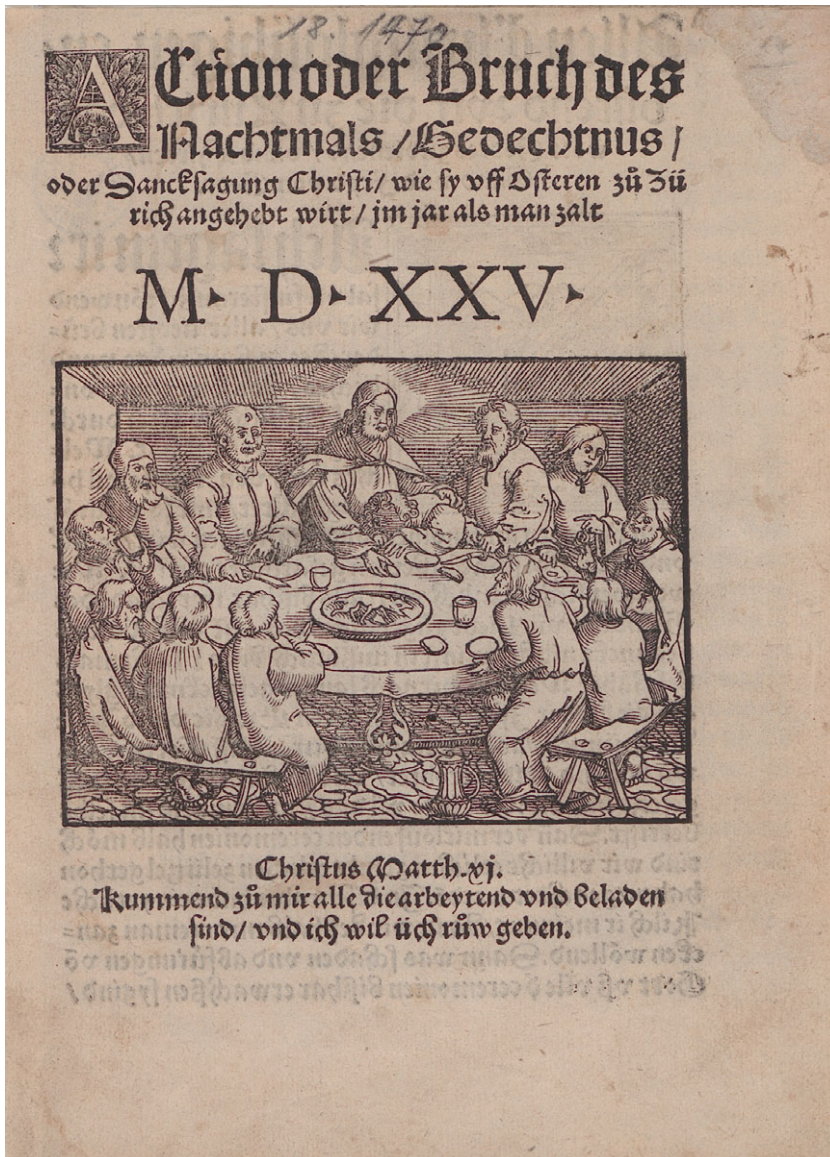 18. 1470
ACtion oder Bruch des
Nachtmals / Gedechtnus /
oder Dancksagung Christi / wie sy vff Osteren zů Zü
rich angehebt wirt / jm jar als man zalt
M. D. XXV.
Christus Matth. xj.
Kummend zů mir alle die arbeytend vnd beladen
sind / vnd ich wil üch růw geben.